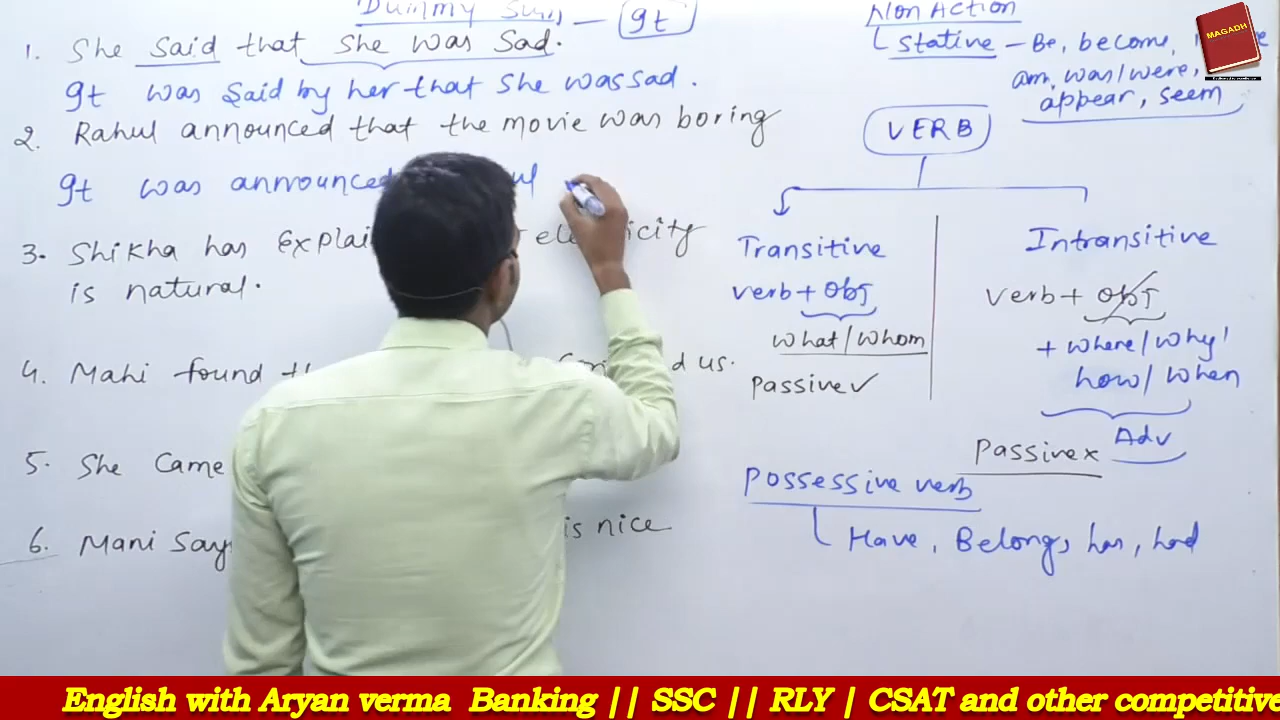 Dummy Sub – It
1. She said that she was sad.
It was said by her that she was sad.
2. Rahul announced that the movie was boring
It was announced
3. Shikha has electricity
is natural.
4. Mahi found us.
5. She came
6. Mani is nice
Non Action
Stative – Be, become,
am, was/were,
appear, seem
VERB
Transitive
verb + obj
what/whom
Passive ✓
Intransitive
verb + obj
+ where/why/
how/when
Adv
Passive x
Possessive verb
Have, Belong, has, had
MAGADH
English with Aryan verma Banking || SSC || RLY | CSAT and other competitive